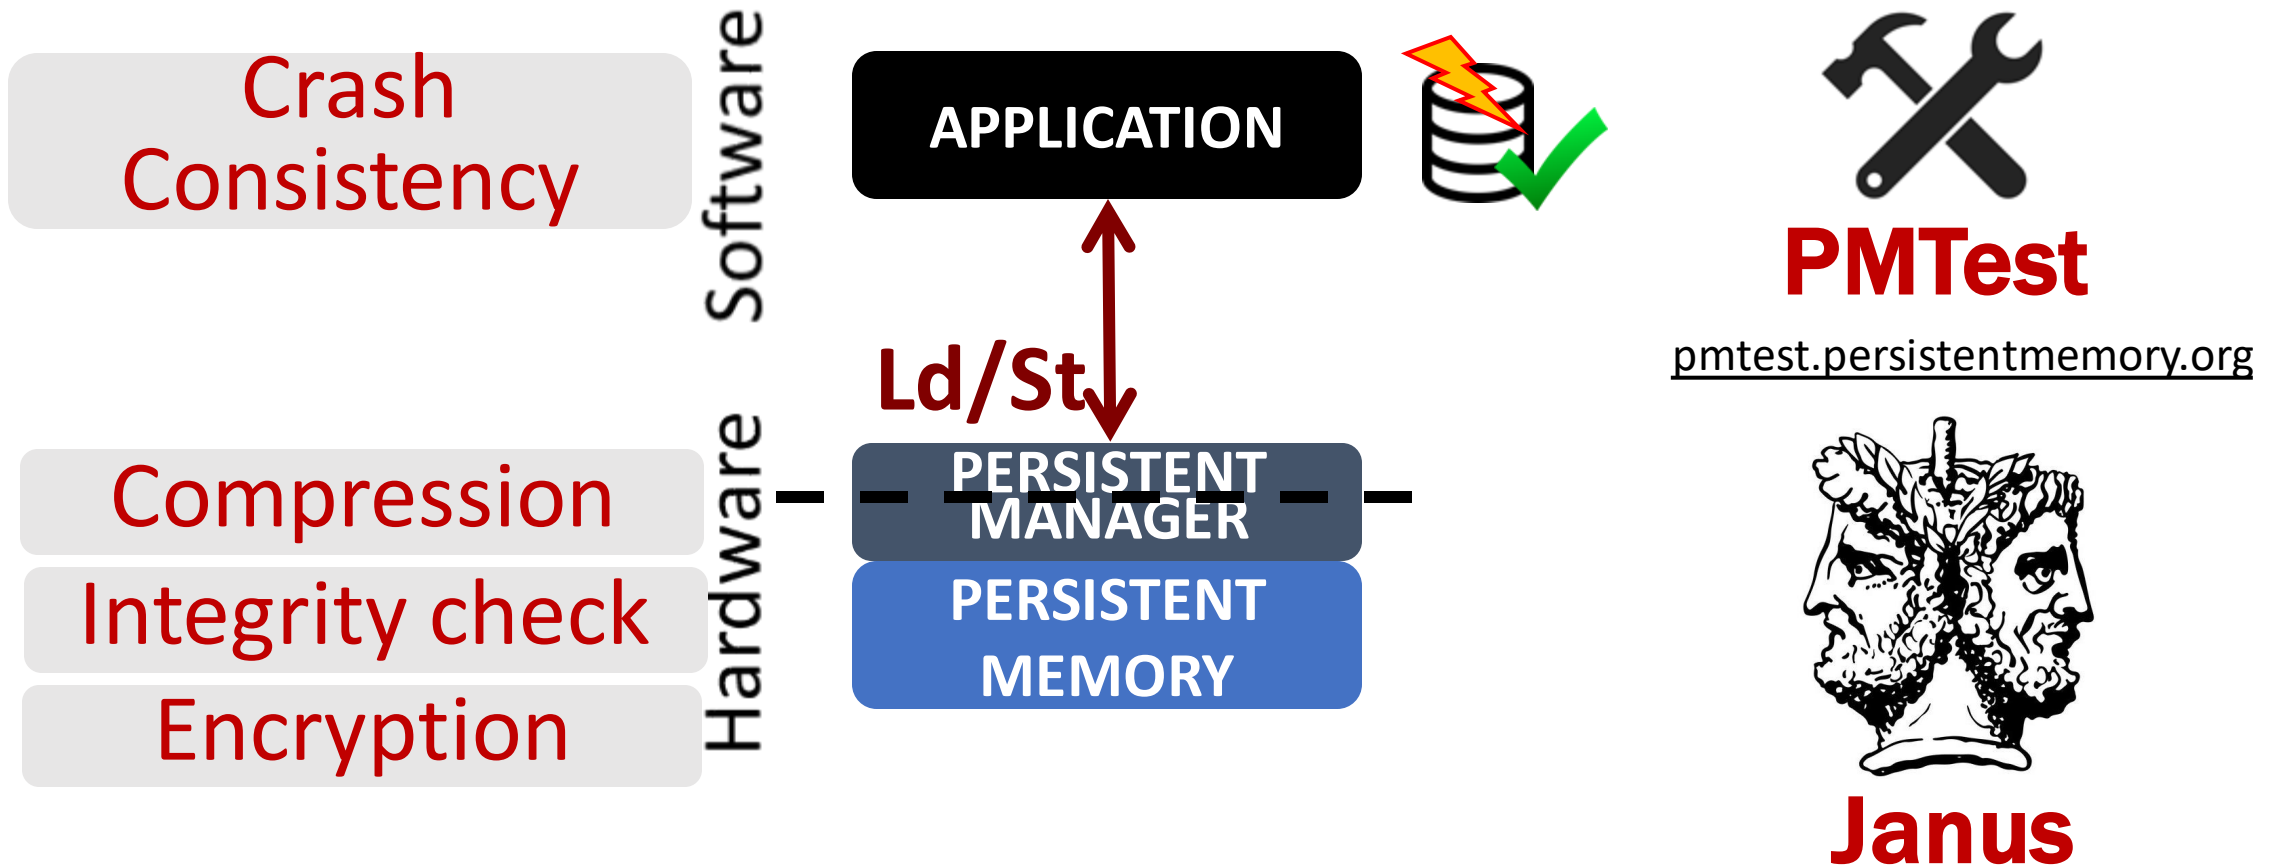 Crash
Consistency
Software
APPLICATION
PMTest
pmtest.persistentmemory.org
Ld/St
Compression
Integrity check
Encryption
Hardware
PERSISTENT
MANAGER
PERSISTENT
MEMORY
Janus